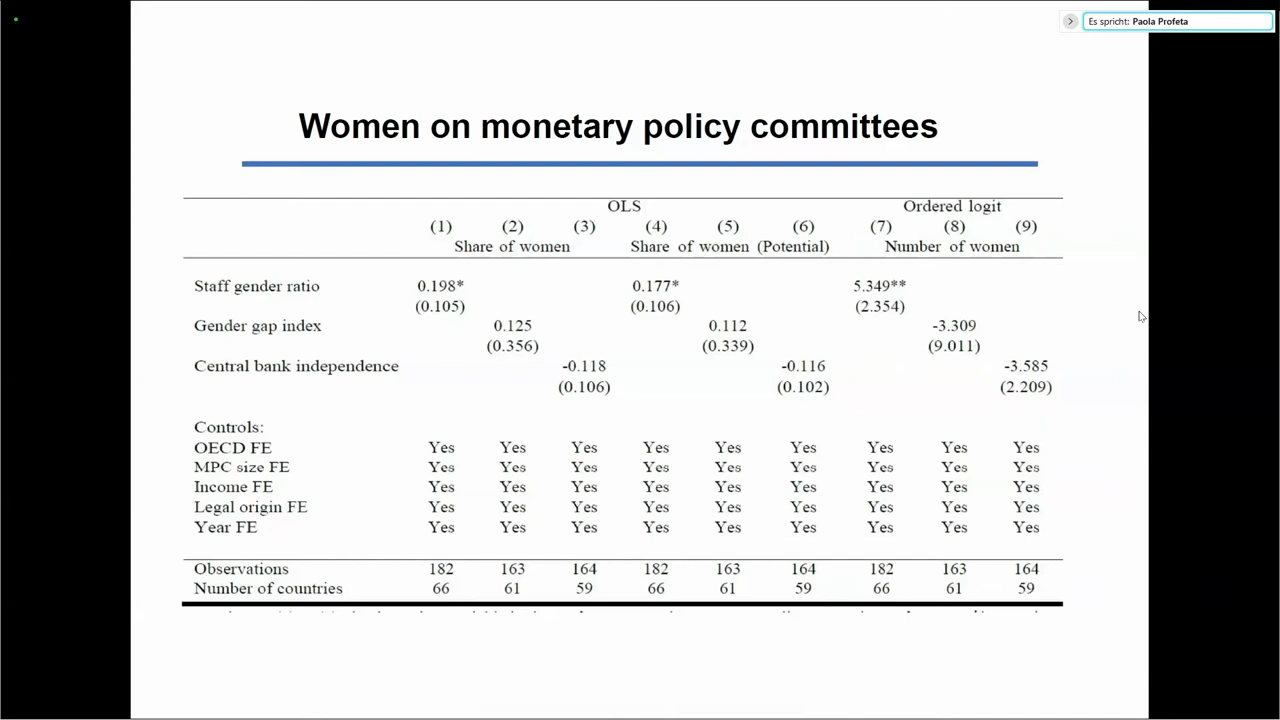 Es spricht: Paola Profeta
Women on monetary policy committees
OLS Ordered logit
(1) (2) (3) (4) (5) (6) (7) (8) (9)
Share of women Share of women (Potential) Number of women
Staff gender ratio 0.198* 0.177* 5.349**
(0.105) (0.106) (2.354)
Gender gap index 0.125 0.112 -3.309
(0.356) (0.339) (9.011)
Central bank independence -0.118 -0.116 -3.585
(0.106) (0.102) (2.209)
Controls:
OECD FE Yes Yes Yes Yes Yes Yes Yes Yes Yes
MPC size FE Yes Yes Yes Yes Yes Yes Yes Yes Yes
Income FE Yes Yes Yes Yes Yes Yes Yes Yes Yes
Legal origin FE Yes Yes Yes Yes Yes Yes Yes Yes Yes
Year FE Yes Yes Yes Yes Yes Yes Yes Yes Yes
Observations 182 163 164 182 163 164 182 163 164
Number of countries 66 61 59 66 61 59 66 61 59